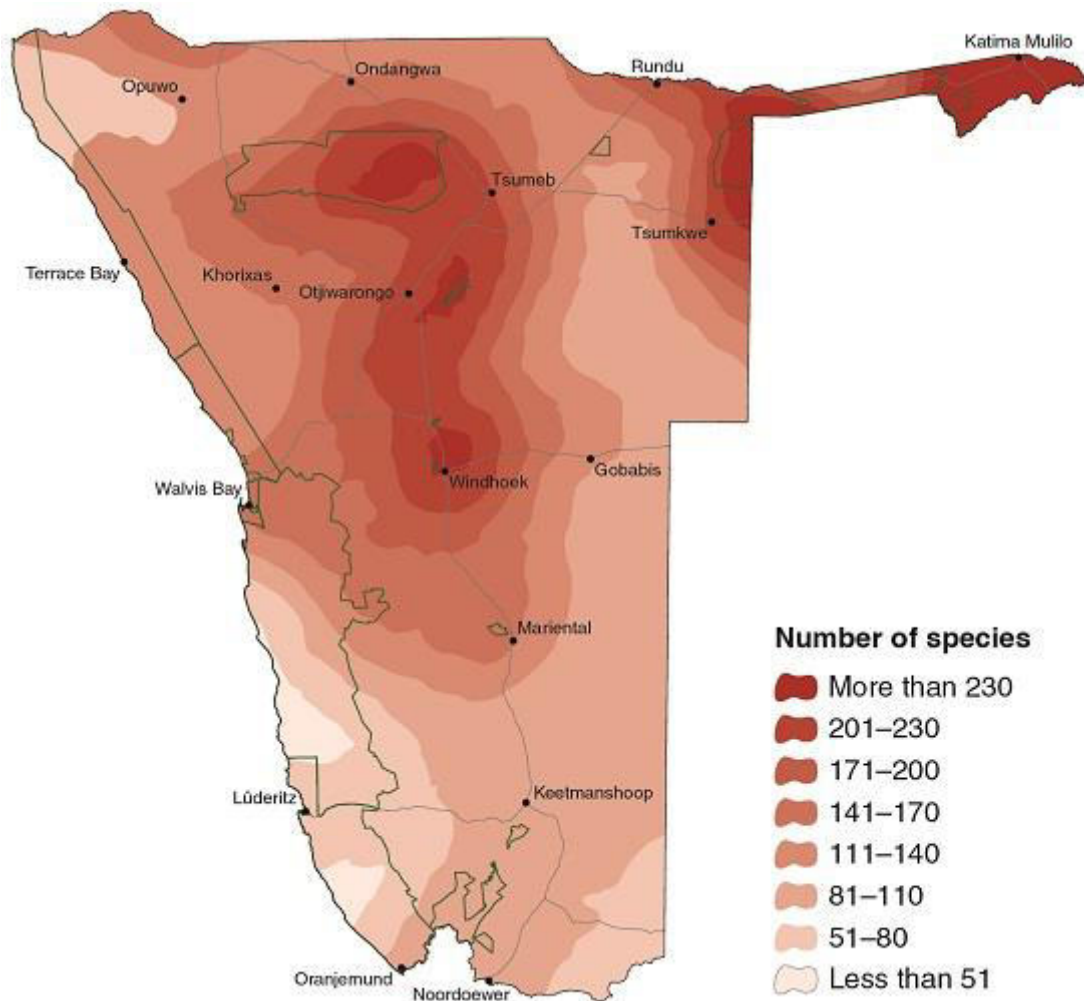 Katima Mulilo
Rundu
Ondangwa
Opuwo
Tsumeb
Tsumkwe
Terrace Bay
Khorixas
Otjiwarongo
Gobabis
Windhoek
Walvis Bay
Mariental
Number of species
More than 230
201–230
171–200
141–170
111–140
81–110
51–80
Less than 51
Lüderitz
Keetmanshoop
Oranjemund
Noordoewer